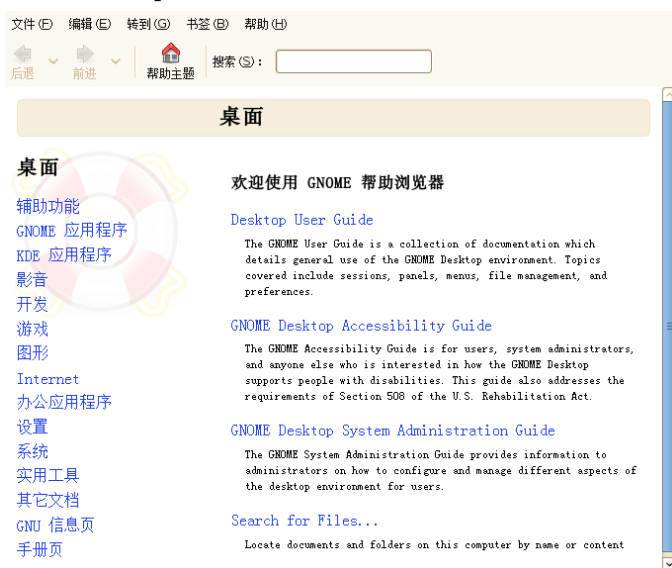 文件(F) 编辑(E) 转到(G) 书签(B) 帮助(H)
后退 前进 帮助主题 搜索(S):
桌面
桌面
辅助功能
GNOME 应用程序
KDE 应用程序
影音
开发
游戏
图形
Internet
办公应用程序
设置
系统
实用工具
其它文档
GNU 信息页
手册页
欢迎使用 GNOME 帮助浏览器
Desktop User Guide
The GNOME User Guide is a collection of documentation which
details general use of the GNOME Desktop environment. Topics
covered include sessions, panels, menus, file management, and
preferences.
GNOME Desktop Accessibility Guide
The GNOME Accessibility Guide is for users, system administrators,
and anyone else who is interested in how the GNOME Desktop
supports people with disabilities. This guide also addresses the
requirements of Section 508 of the U.S. Rehabilitation Act.
GNOME Desktop System Administration Guide
The GNOME System Administration Guide provides information to
administrators on how to configure and manage different aspects of
the desktop environment for users.
Search for Files...
Locate documents and folders on this computer by name or content